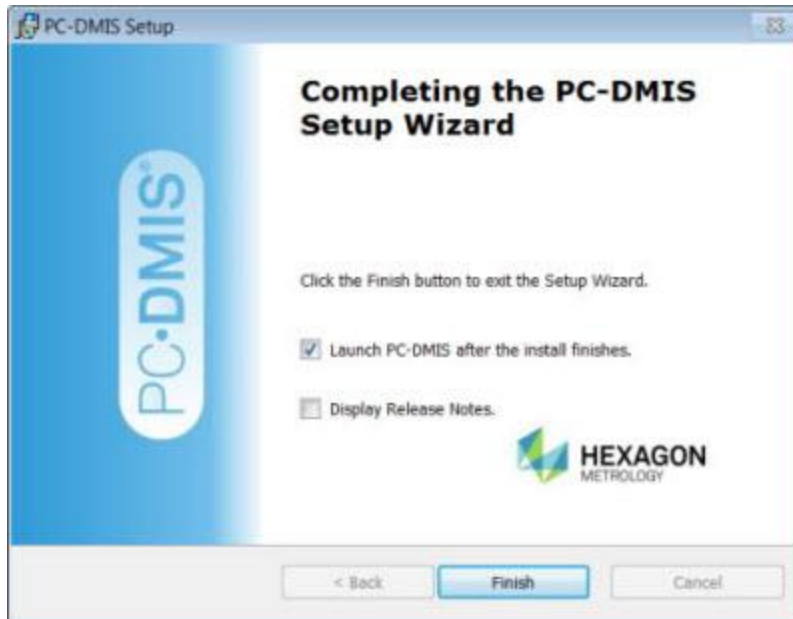 PC-DMIS Setup
Completing the PC-DMIS
Setup Wizard
PC•DMIS®
Click the Finish button to exit the Setup Wizard.
Launch PC-DMIS after the install finishes.
Display Release Notes.
HEXAGON
METROLOGY
< Back
Finish
Cancel